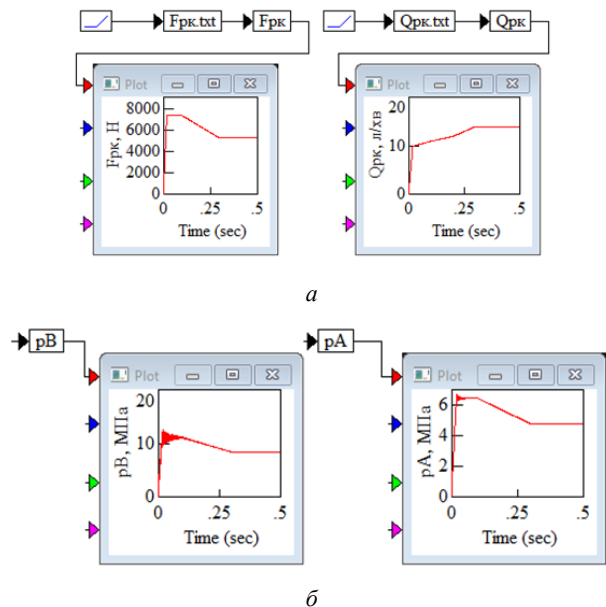 Fрк.txt Fрк Qрк.txt Qрк
Plot Plot
Fрк, Н
8000
6000
4000
2000
0
0 .25 .5
Time (sec)
Qрк, л/хв
20
10
0
0 .25 .5
Time (sec)
а
pB pA
Plot Plot
pB, МПа
20
10
0
0 .25 .5
Time (sec)
pA, МПа
6
4
2
0
0 .25 .5
Time (sec)
б